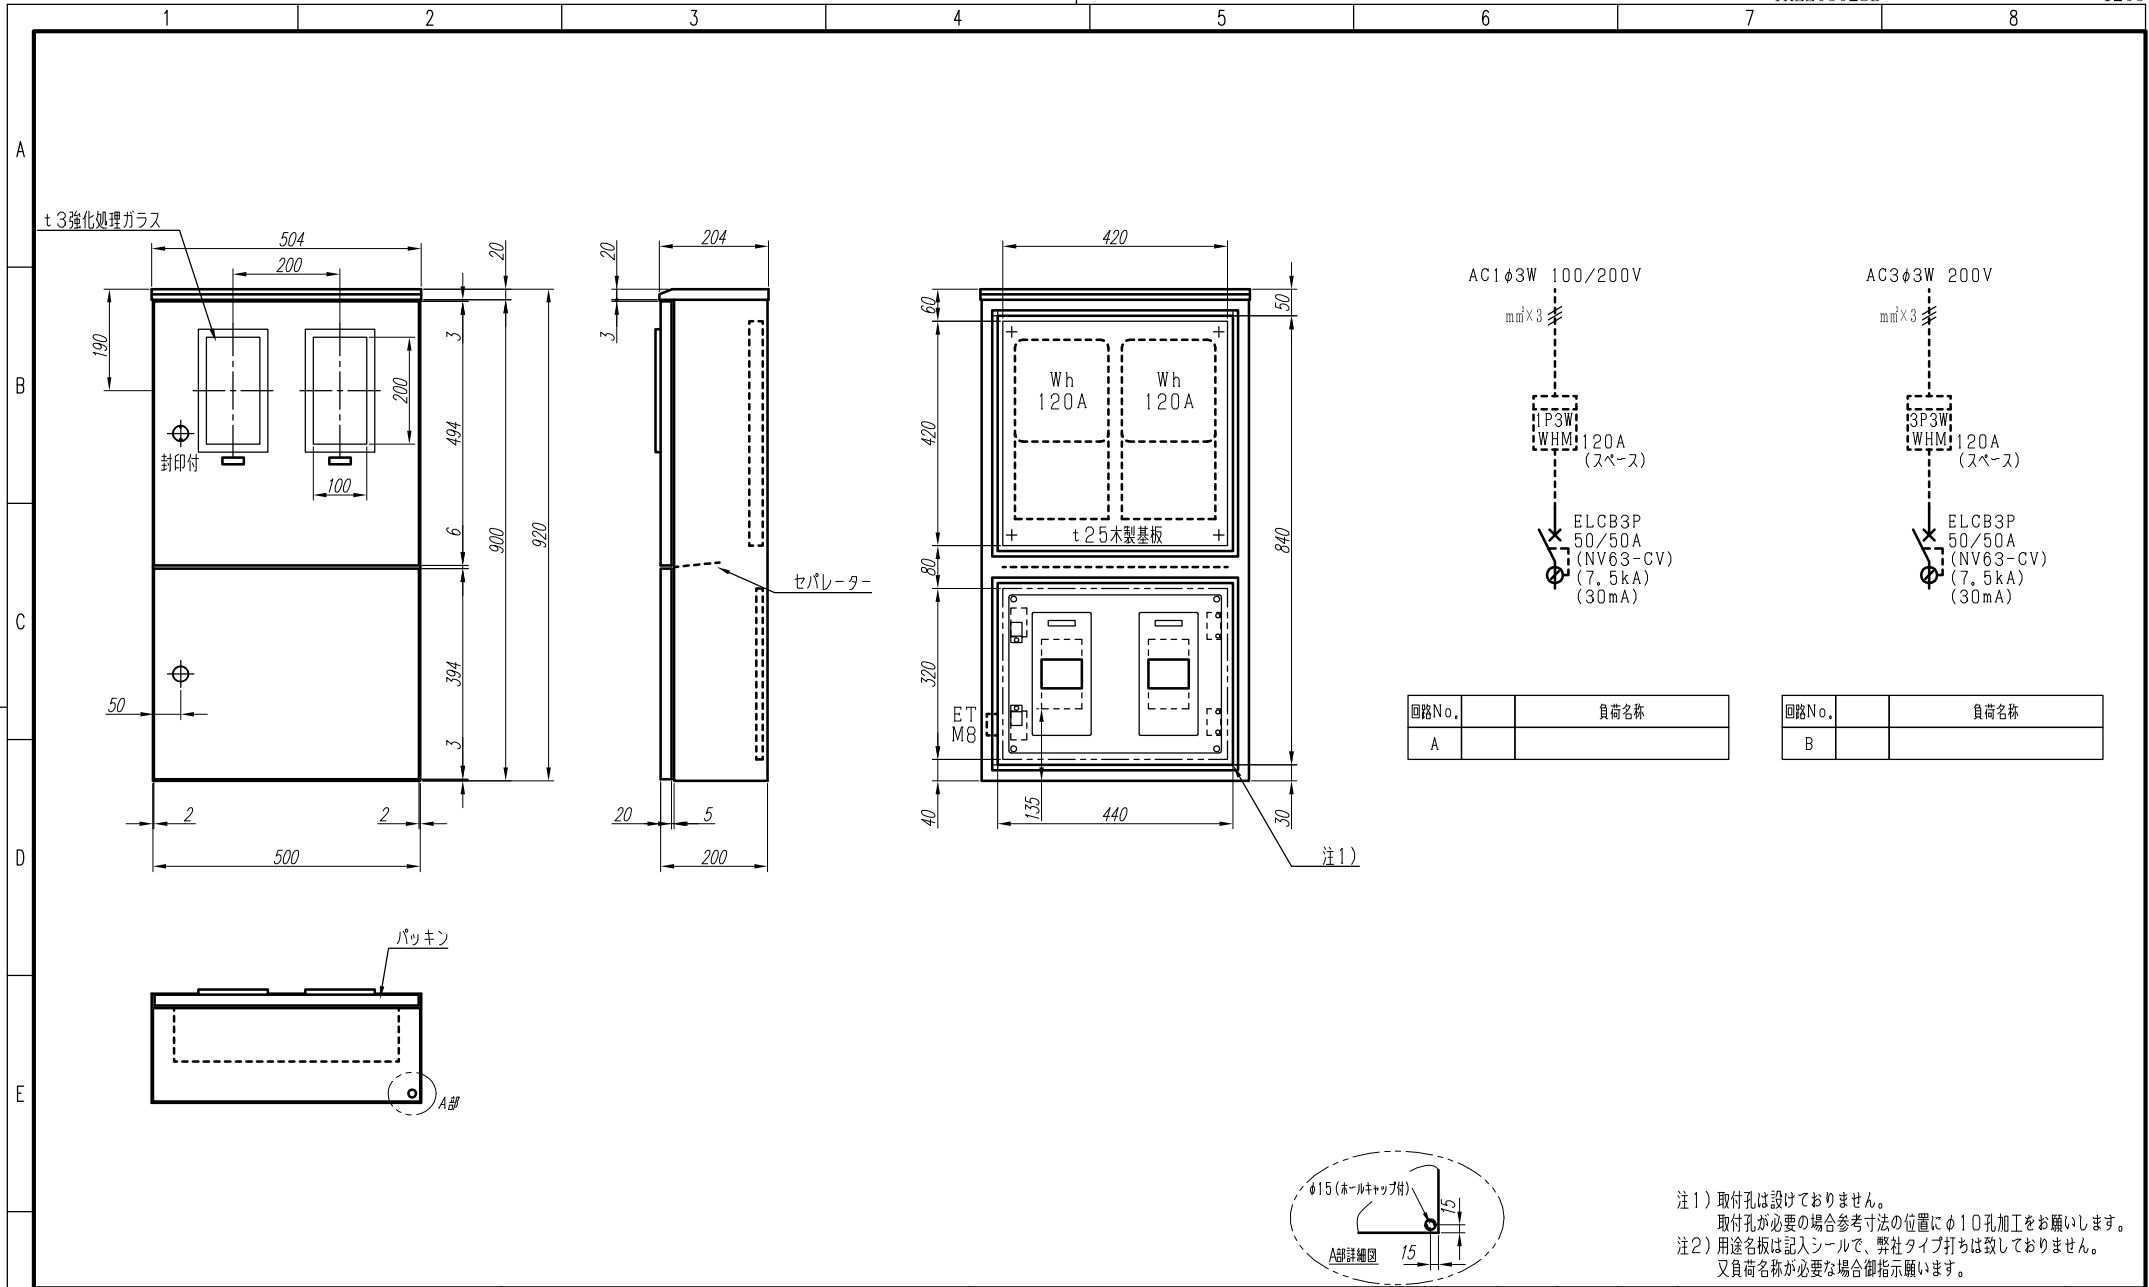 1 2 3 4 5 6 7 8
A
B
C
D
E
t3強化処理ガラス
504
200
20
190
3
200
494
封印付
100
6
900
920
394
50
3
2
2
500
204
20
3
セパレーター
20
5
200
420
60
50
Wh
120A
Wh
120A
420
t25木製基板
840
80
320
ET
M8
135
40
440
30
注1)
AC1φ3W 100/200V
mm²×3
1P3W
WHM
120A
(スペース)
ELCB3P
50/50A
(NV63-CV)
(7.5kA)
(30mA)
AC3φ3W 200V
mm²×3
3P3W
WHM
120A
(スペース)
ELCB3P
50/50A
(NV63-CV)
(7.5kA)
(30mA)
回路No. 負荷名称
A
回路No. 負荷名称
B
パッキン
A部
φ15(ホールキャップ付)
15
15
A部詳細図
注1)取付孔は設けておりません。
取付孔が必要の場合参考寸法の位置にφ10孔加工をお願いします。
注2)用途名板は記入シールで、弊社タイプ打ちは致しておりません。
又負荷名称が必要な場合御指示願います。